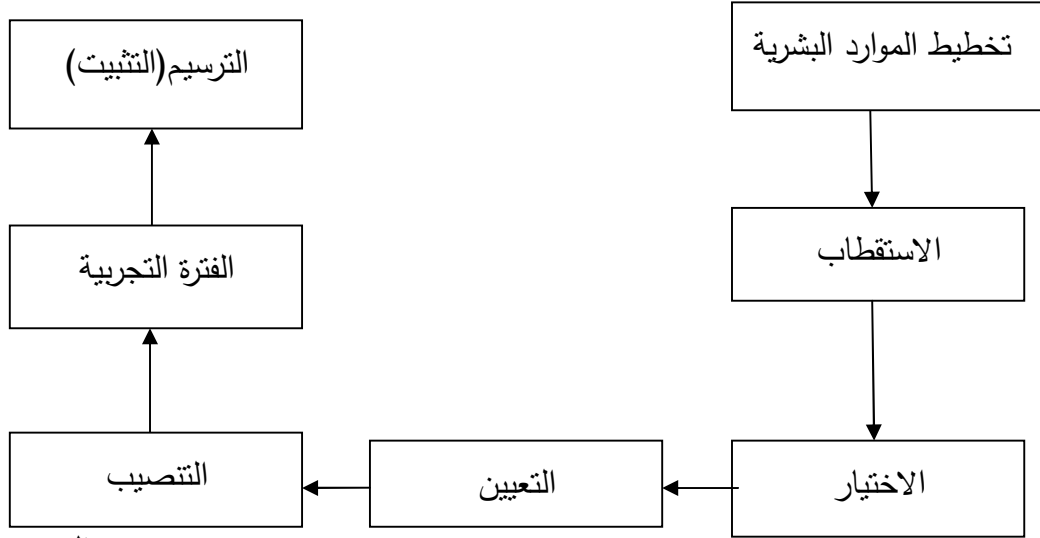 تخطيط الموارد البشرية
الاستقطاب
الاختيار
التعيين
التنصيب
الفترة التجريبية
الترسيم(التثبيت)